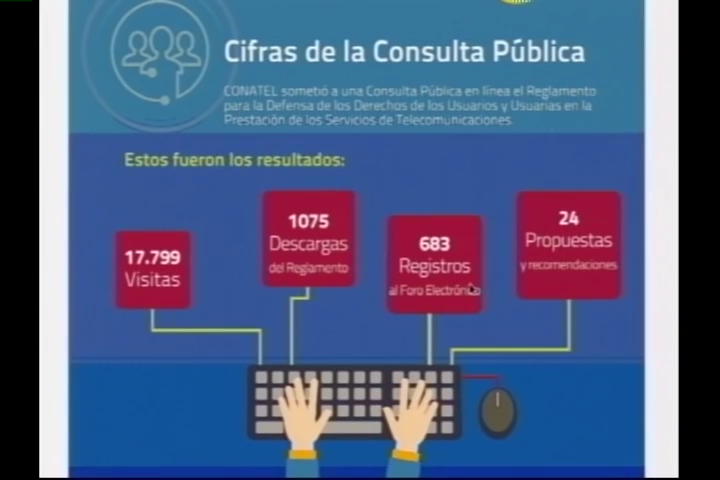 Cifras de la Consulta Pública
CONATEL sometió a una Consulta Pública en línea el Reglamento
para la Defensa de los Derechos de los Usuarios y Usuarias en la
Prestación de los Servicios de Telecomunicaciones.
Estos fueron los resultados:
17.799
Visitas
1075
Descargas
del Reglamento
683
Registros
al Foro Electrónico
24
Propuestas
y recomendaciones